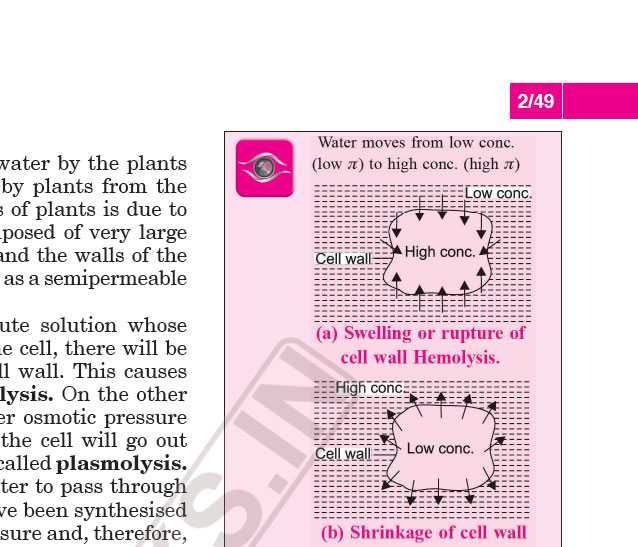 2/49
water by the plants
by plants from the
s of plants is due to
posed of very large
and the walls of the
as a semipermeable
ute solution whose
e cell, there will be
ll wall. This causes
lysis. On the other
er osmotic pressure
the cell will go out
called plasmolysis.
ter to pass through
ve been synthesised
sure and, therefore,
Water moves from low conc.
(low π) to high conc. (high π)
Low conc.
High conc.
Cell wall
(a) Swelling or rupture of
cell wall Hemolysis.
High conc.
Cell wall
Low conc.
(b) Shrinkage of cell wall